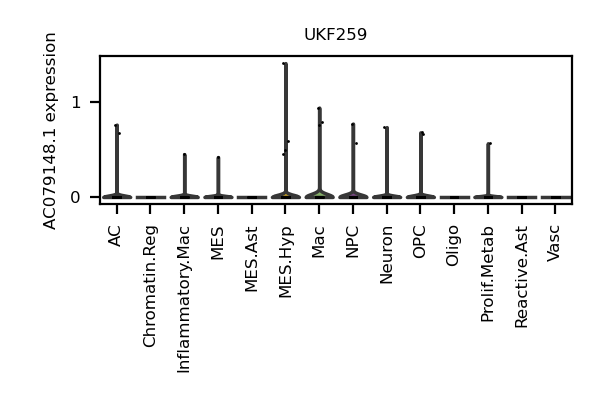 UKF259
AC079148.1 expression
1
0
AC
Chromatin.Reg
Inflammatory.Mac
MES
MES.Ast
MES.Hyp
Mac
NPC
Neuron
OPC
Oligo
Prolif.Metab
Reactive.Ast
Vasc